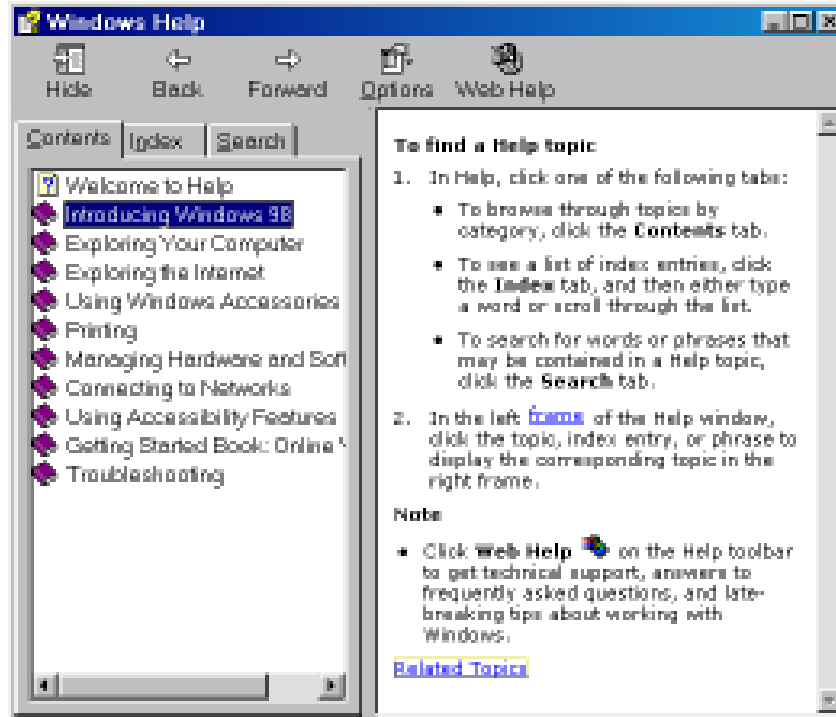 Windows Help
Hide Back Forward Options Web Help
Contents Index Search
Welcome to Help
Introducing Windows 98
Exploring Your Computer
Exploring the Internet
Using Windows Accessories
Printing
Managing Hardware and Soft
Connecting to Networks
Using Accessibility Features
Getting Started Book: Online
Troubleshooting
To find a Help topic
1. In Help, click one of the following tabs:
• To browse through topics by
category, click the Contents tab.
• To see a list of index entries, click
the Index tab, and then either type
a word or scroll through the list.
• To search for words or phrases that
may be contained in a Help topic,
click the Search tab.
2. In the left frame of the Help window,
click the topic, index entry, or phrase to
display the corresponding topic in the
right frame.
Note
• Click Web Help on the Help toolbar
to get technical support, answers to
frequently asked questions, and late-
breaking tips about working with
Windows.
Related Topics